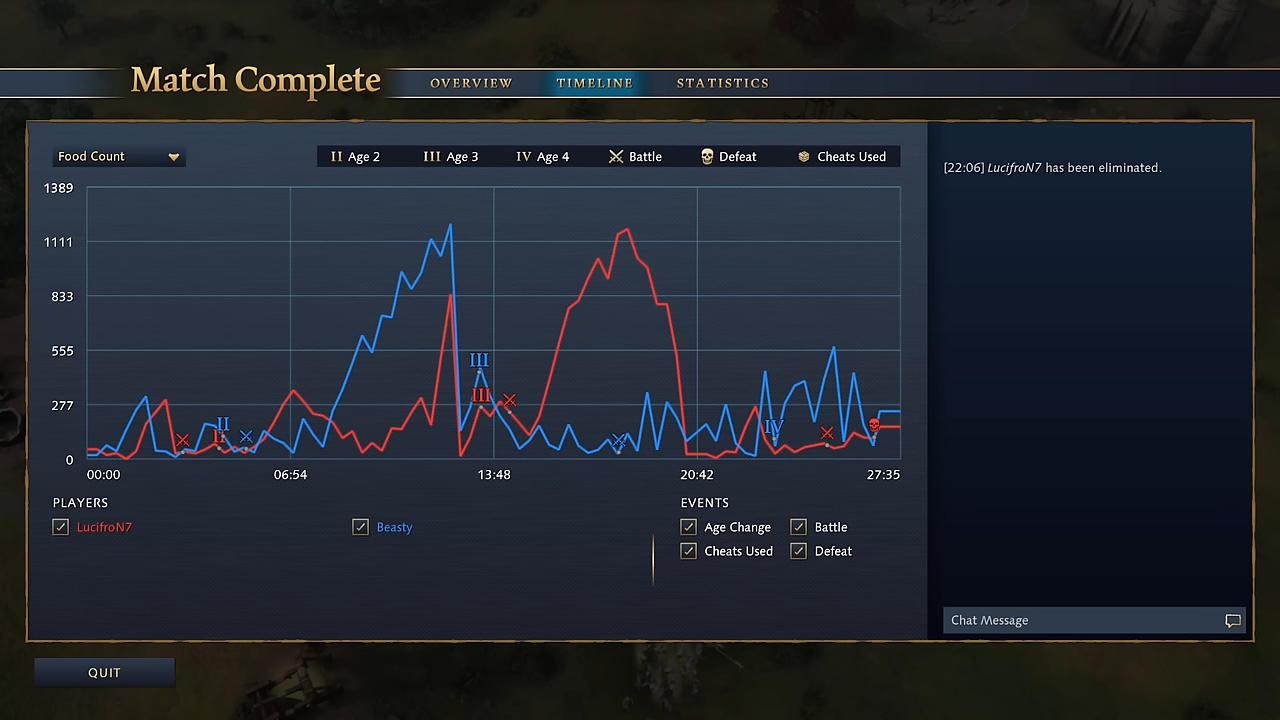 Match Complete
OVERVIEW TIMELINE STATISTICS
Food Count
II Age 2 III Age 3 IV Age 4 Battle Defeat Cheats Used
[22:06] LucifroN7 has been eliminated.
1389
1111
833
555
277
0
III
III
II
II
IV
00:00 06:54 13:48 20:42 27:35
PLAYERS
LucifroN7 Beasty
EVENTS
Age Change Battle
Cheats Used Defeat
Chat Message
QUIT